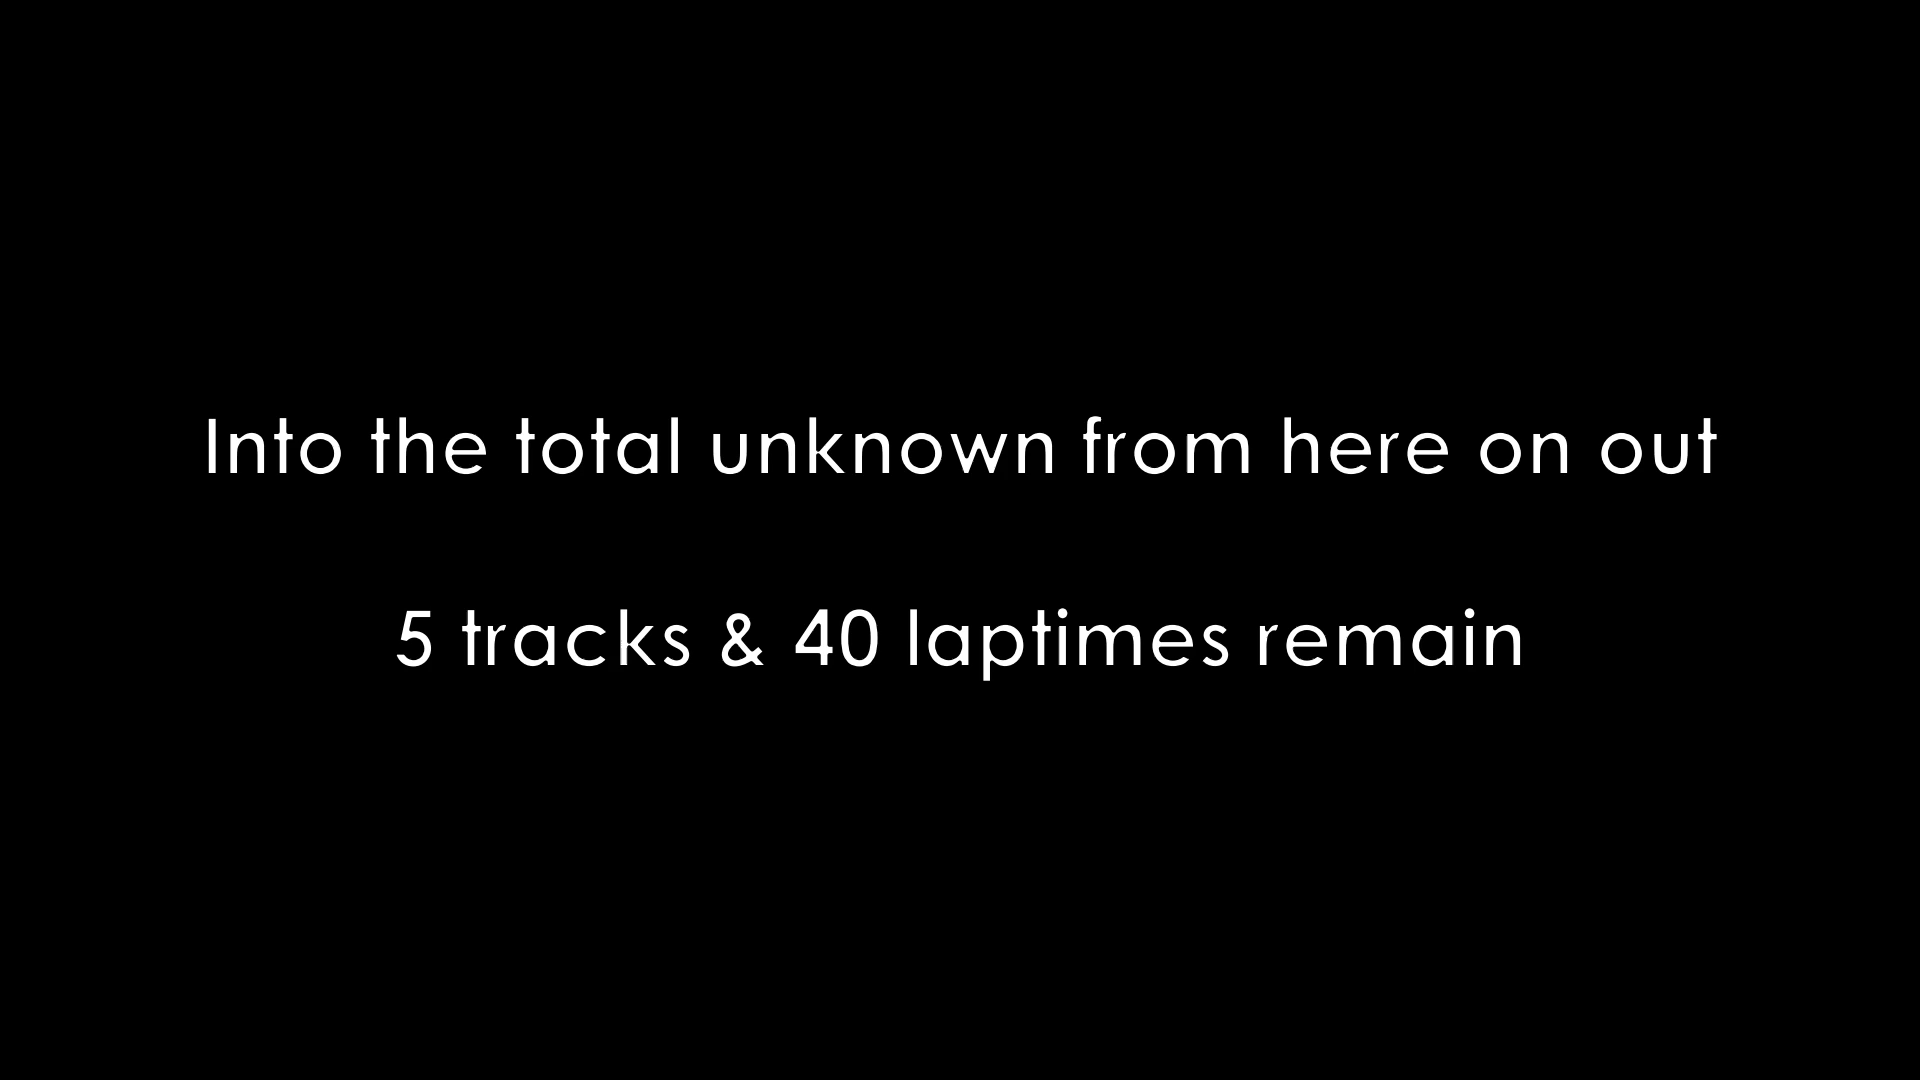 Into the total unknown from here on out
5 tracks & 40 laptimes remain